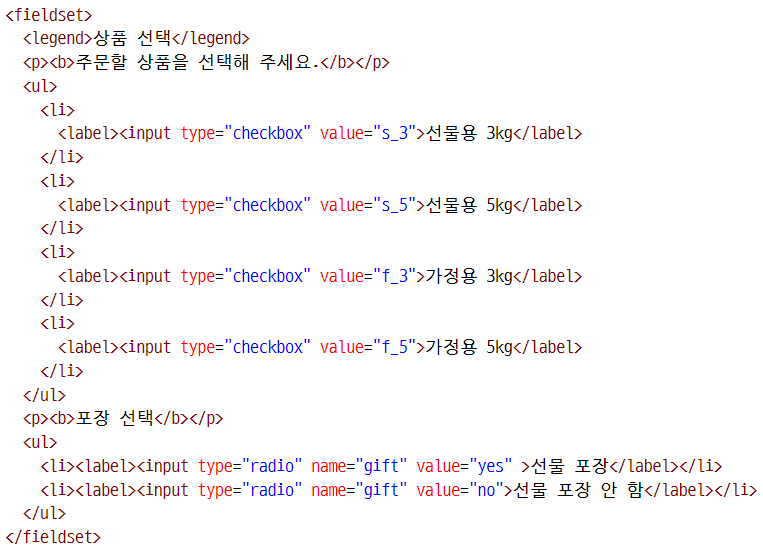 <fieldset>
  <legend>상품 선택</legend>
  <p><b>주문할 상품을 선택해 주세요.</b></p>
  <ul>
    <li>
      <label><input type="checkbox" value="s_3">선물용 3kg</label>
    </li>
    <li>
      <label><input type="checkbox" value="s_5">선물용 5kg</label>
    </li>
    <li>
      <label><input type="checkbox" value="f_3">가정용 3kg</label>
    </li>
    <li>
      <label><input type="checkbox" value="f_5">가정용 5kg</label>
    </li>
  </ul>
  <p><b>포장 선택</b></p>
  <ul>
    <li><label><input type="radio" name="gift" value="yes" >선물 포장</label></li>
    <li><label><input type="radio" name="gift" value="no">선물 포장 안 함</label></li>
  </ul>
</fieldset>